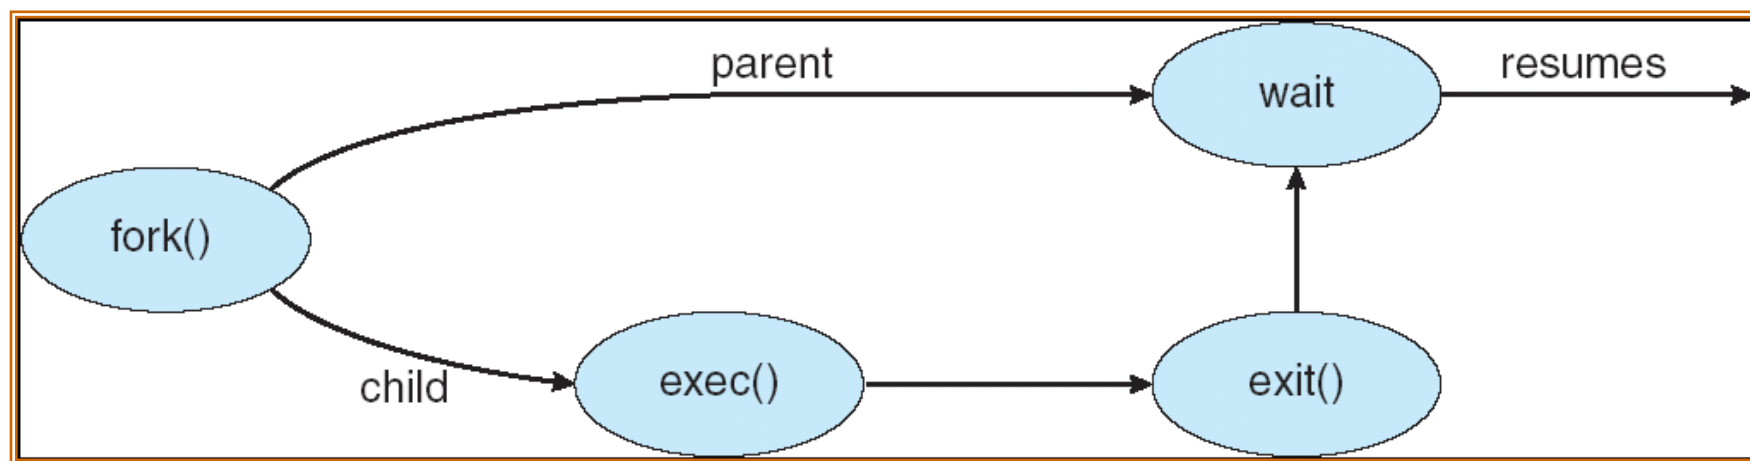 parent
resumes
wait
fork()
child
exec()
exit()